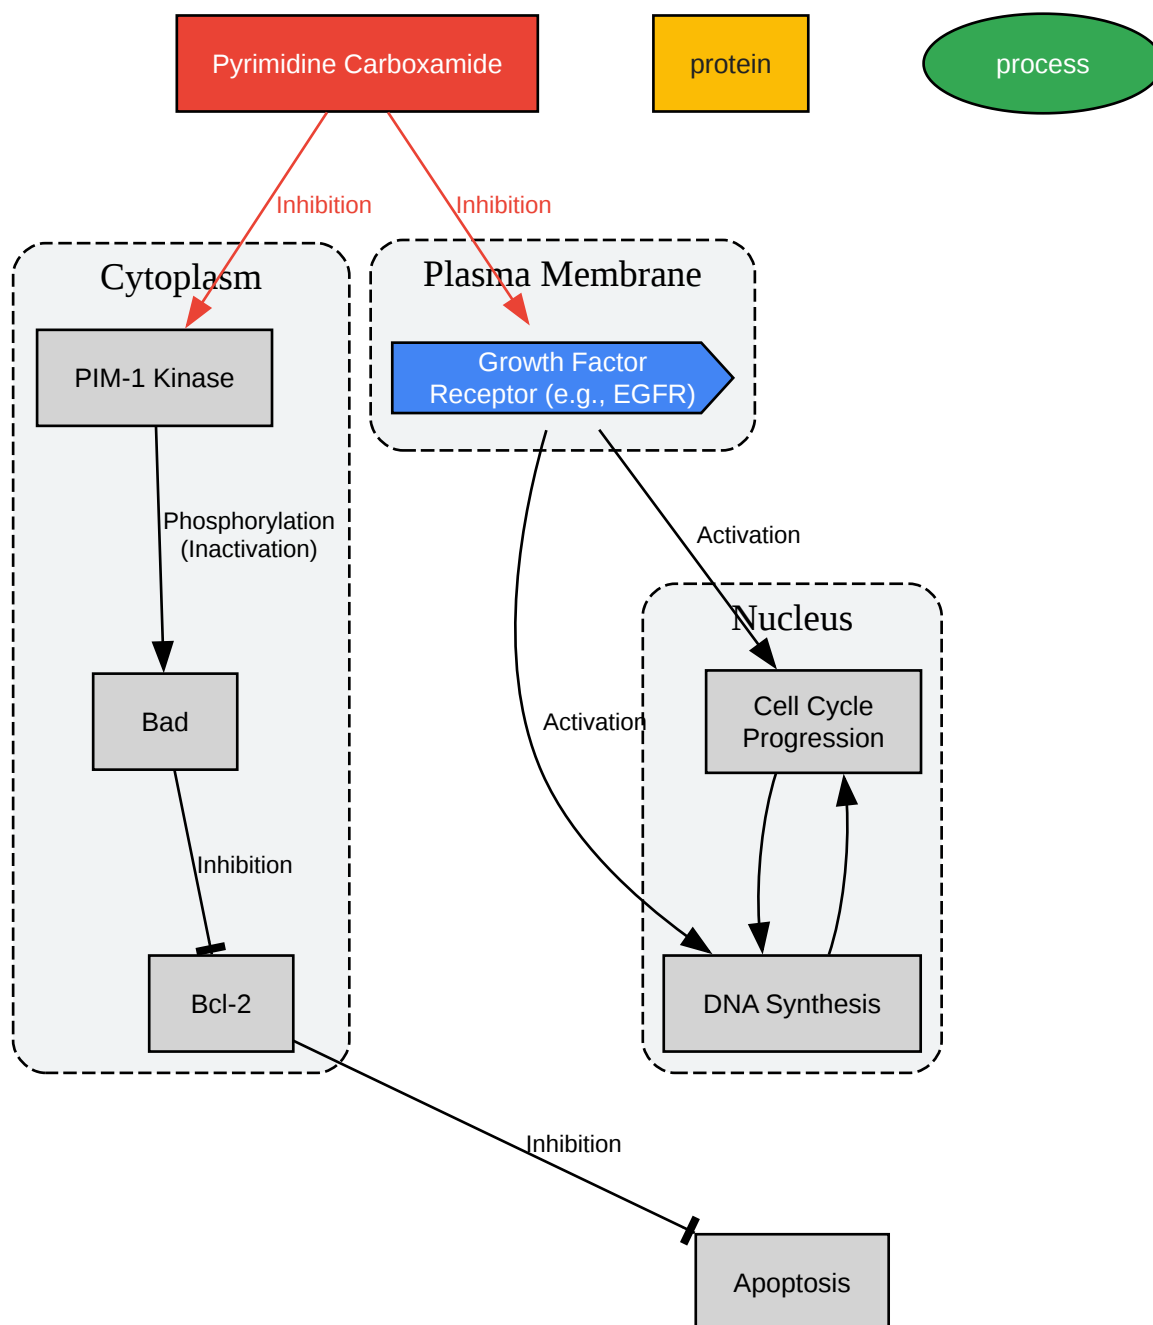 Pyrimidine Carboxamide
protein
process
Inhibition
Inhibition
Cytoplasm
Plasma Membrane
PIM-1 Kinase
Growth Factor
Receptor (e.g., EGFR)
Phosphorylation
(Inactivation)
Activation
Nucleus
Bad
Activation
Cell Cycle
Progression
Inhibition
Bcl-2
DNA Synthesis
Inhibition
Apoptosis